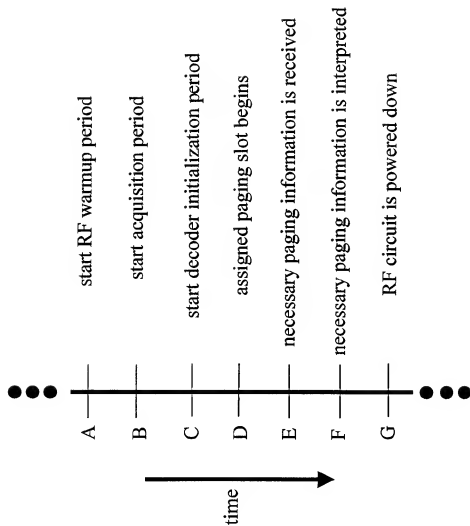 A start RF warmup period
B start acquisition period
C start decoder initialization period
D assigned paging slot begins
E necessary paging information is received
F necessary paging information is interpreted
G RF circuit is powered down
time